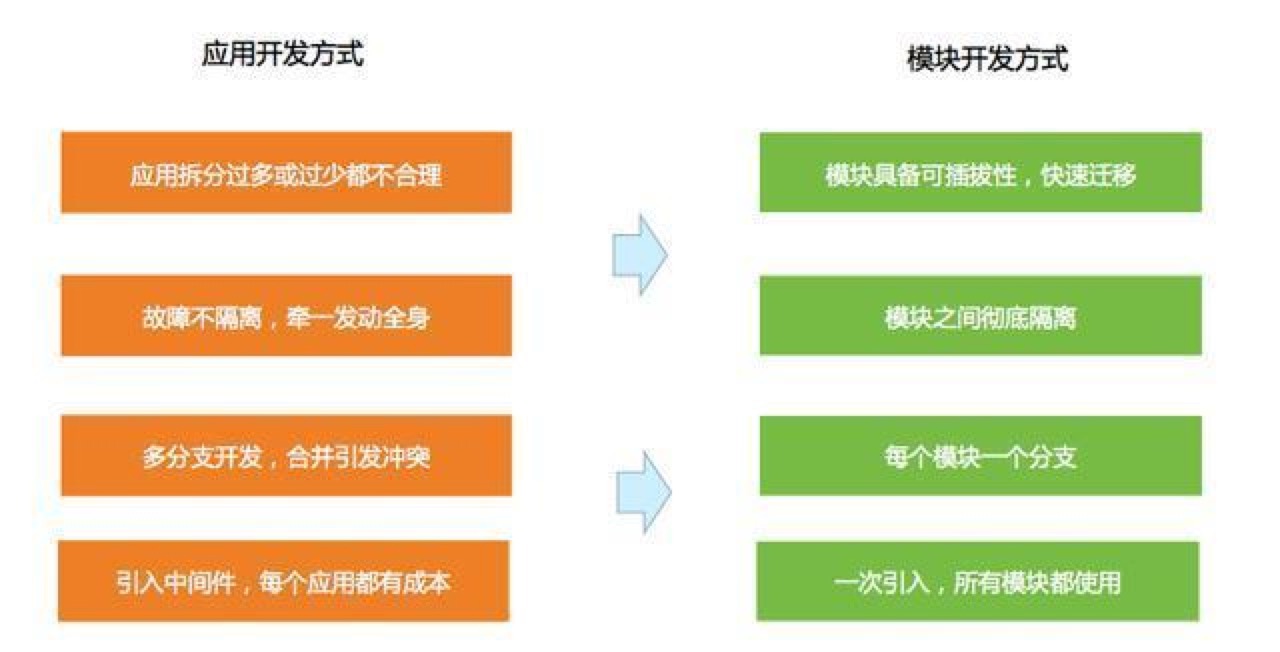 应用开发方式
模块开发方式
应用拆分过多或过少都不合理
模块具备可插拔性，快速迁移
故障不隔离，牵一发动全身
模块之间彻底隔离
多分支开发，合并引发冲突
每个模块一个分支
引入中间件，每个应用都有成本
一次引入，所有模块都使用